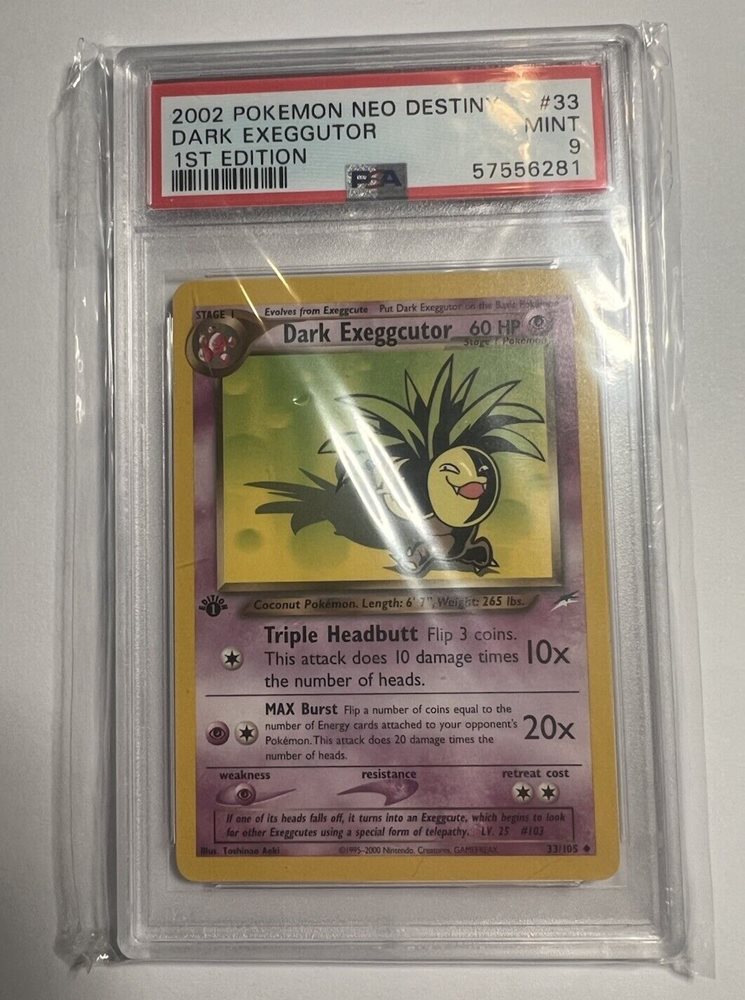 2002 POKEMON NEO DESTINY #33
DARK EXEGGUTOR MINT
1ST EDITION 9
PSA 57556281
STAGE 1 Evolves from Exeggcute Put Dark Exeggutor on the Basic Pokémon
Dark Exeggcutor 60 HP
Stage 1 Pokémon
EDITION
1
Coconut Pokémon. Length: 6' 7", Weight: 265 lbs.
Triple Headbutt Flip 3 coins.
This attack does 10 damage times 10x
the number of heads.
MAX Burst Flip a number of coins equal to the
number of Energy cards attached to your opponent's 20x
Pokémon. This attack does 20 damage times the
number of heads.
weakness resistance retreat cost
If one of its heads falls off, it turns into an Exeggcute, which begins to look
for other Exeggcutes using a special form of telepathy. LV. 25 #103
Illus. Toshinao Aoki ©1995-2000 Nintendo, Creatures, GAMEFREAK. 33/105